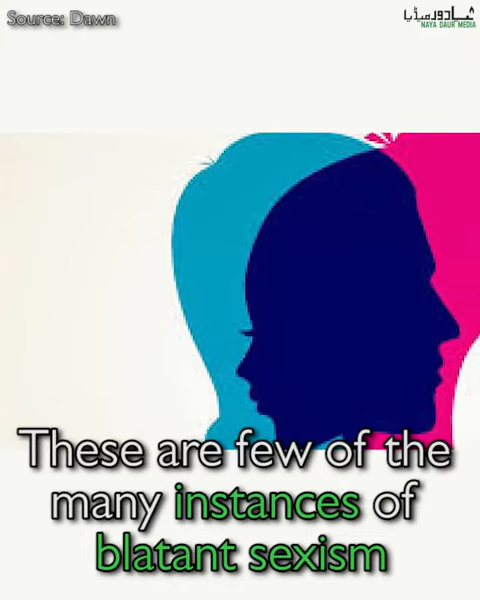 Source: Dawn
نیا دور میڈیا
NAYA DAUR MEDIA
These are few of the
many instances of
blatant sexism